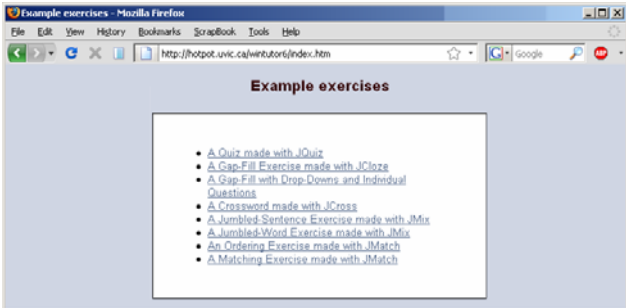 Example exercises - Mozilla Firefox
File Edit View History Bookmarks ScrapBook Tools Help
http://hotpot.uvic.ca/wintutor6/index.htm Google ABP
Example exercises
A Quiz made with JQuiz
A Gap-Fill Exercise made with JCloze
A Gap-Fill with Drop-Downs and Individual
Questions
A Crossword made with JCross
A Jumbled-Sentence Exercise made with JMix
A Jumbled-Word Exercise made with JMix
An Ordering Exercise made with JMatch
A Matching Exercise made with JMatch